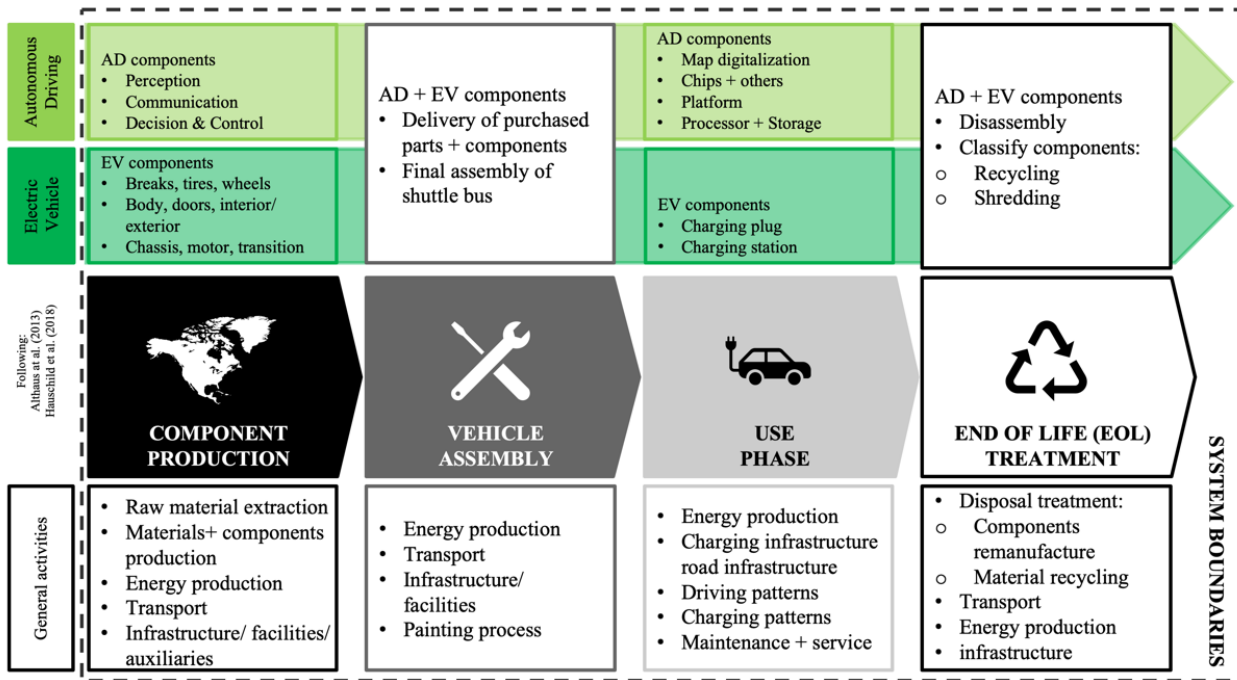 Autonomous
Driving
AD components
• Perception
• Communication
• Decision & Control
AD + EV components
• Delivery of purchased
parts + components
• Final assembly of
shuttle bus
AD components
• Map digitalization
• Chips + others
• Platform
• Processor + Storage
AD + EV components
• Disassembly
• Classify components:
o Recycling
o Shredding
Electric
Vehicle
EV components
• Breaks, tires, wheels
• Body, doors, interior/
exterior
• Chassis, motor, transition
EV components
• Charging plug
• Charging station
Following:
Althaus at al. (2013)
Hauschild et al. (2018)
COMPONENT
PRODUCTION
VEHICLE
ASSEMBLY
USE
PHASE
END OF LIFE (EOL)
TREATMENT
General activities
• Raw material extraction
• Materials+ components
production
• Energy production
• Transport
• Infrastructure/ facilities/
auxiliaries
• Energy production
• Transport
• Infrastructure/
facilities
• Painting process
• Energy production
• Charging infrastructure
road infrastructure
• Driving patterns
• Charging patterns
• Maintenance + service
• Disposal treatment:
o Components
remanufacture
o Material recycling
• Transport
• Energy production
• infrastructure
SYSTEM BOUNDARIES